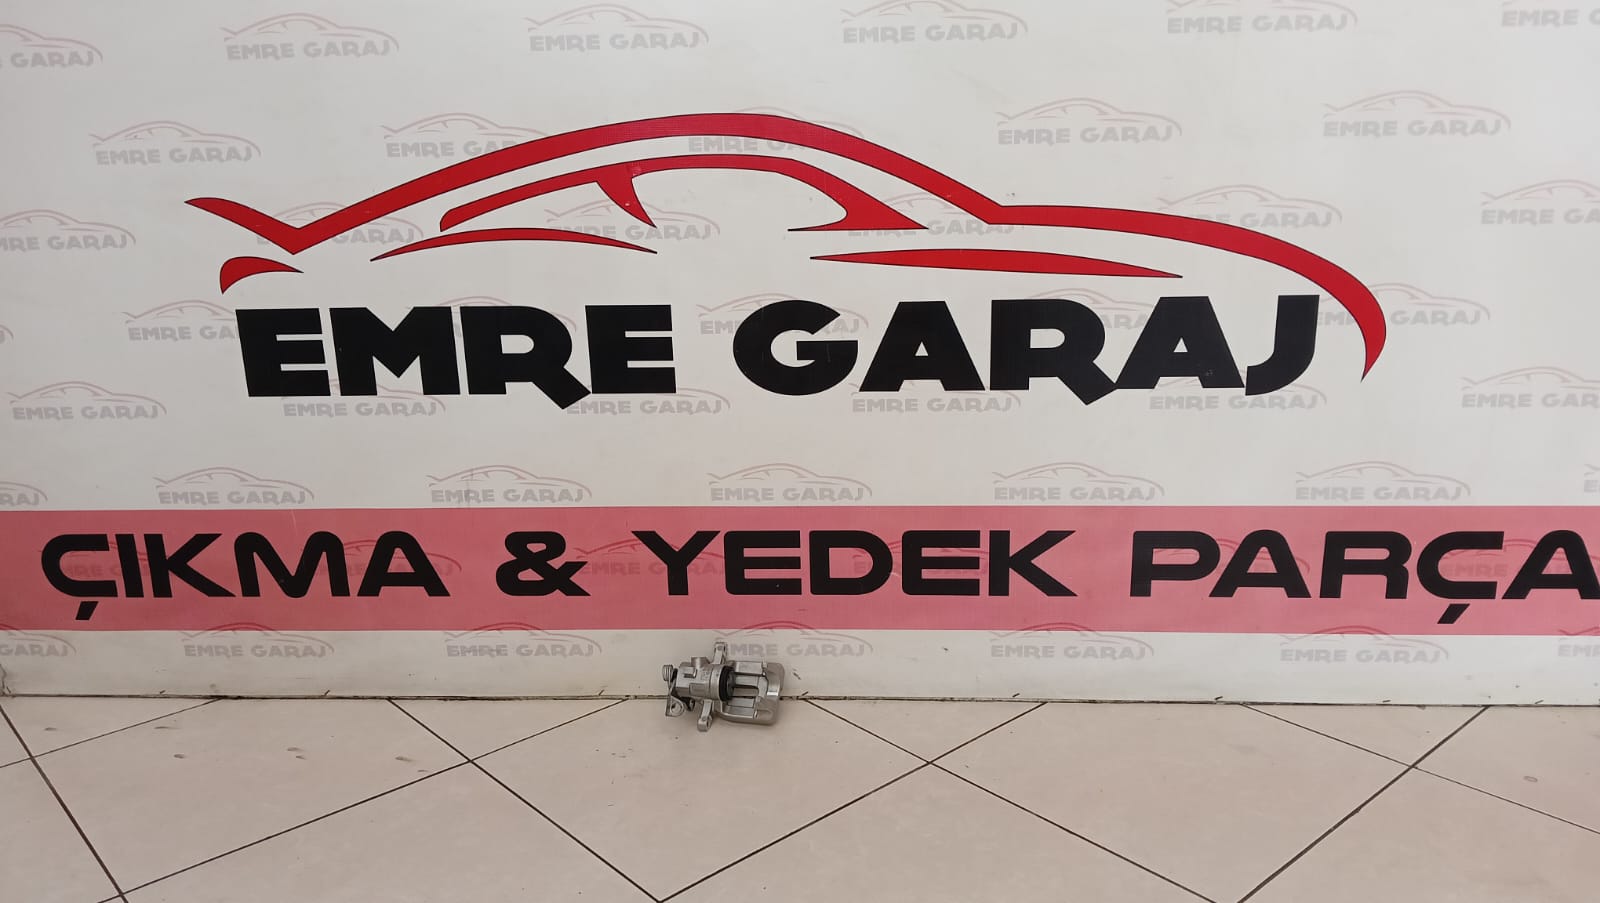 EMRE GARAJ
ÇIKMA & YEDEK PARÇA